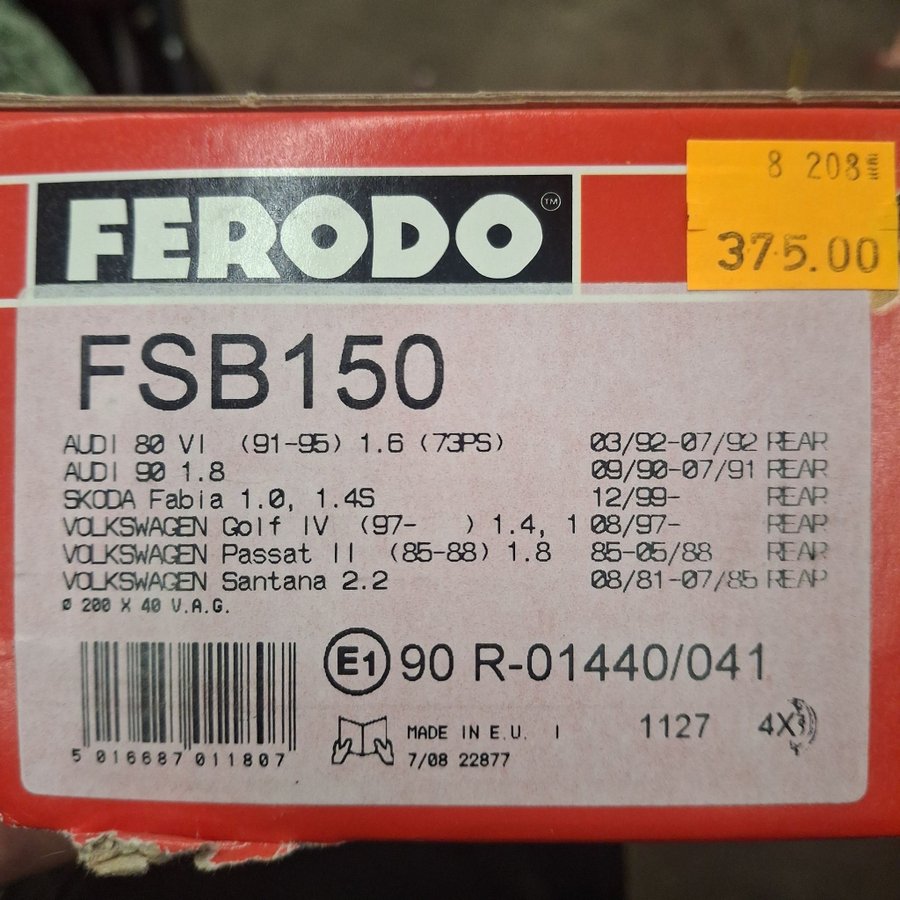 8 208
375.00
FERODO™
FSB150
AUDI 80 VI (91-95) 1.6 (73PS) 03/92-07/92 REAR
AUDI 90 1.8 09/90-07/91 REAR
SKODA Fabia 1.0, 1.4S 12/99- REAR
VOLKSWAGEN Golf IV (97- ) 1.4, 1 08/97- REAR
VOLKSWAGEN Passat II (85-88) 1.8 85-05/88 REAR
VOLKSWAGEN Santana 2.2 08/81-07/85 REAR
ø 200 X 40 V.A.G.
E1 90 R-01440/041
MADE IN E.U. I 1127 4X
7/08 22877
5 016687 011807